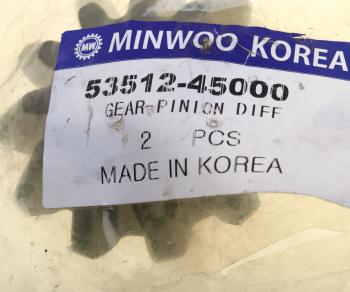 MW MINWOO KOREA
53512-45000
GEAR-PINION DIFF
2 PCS
MADE IN KOREA